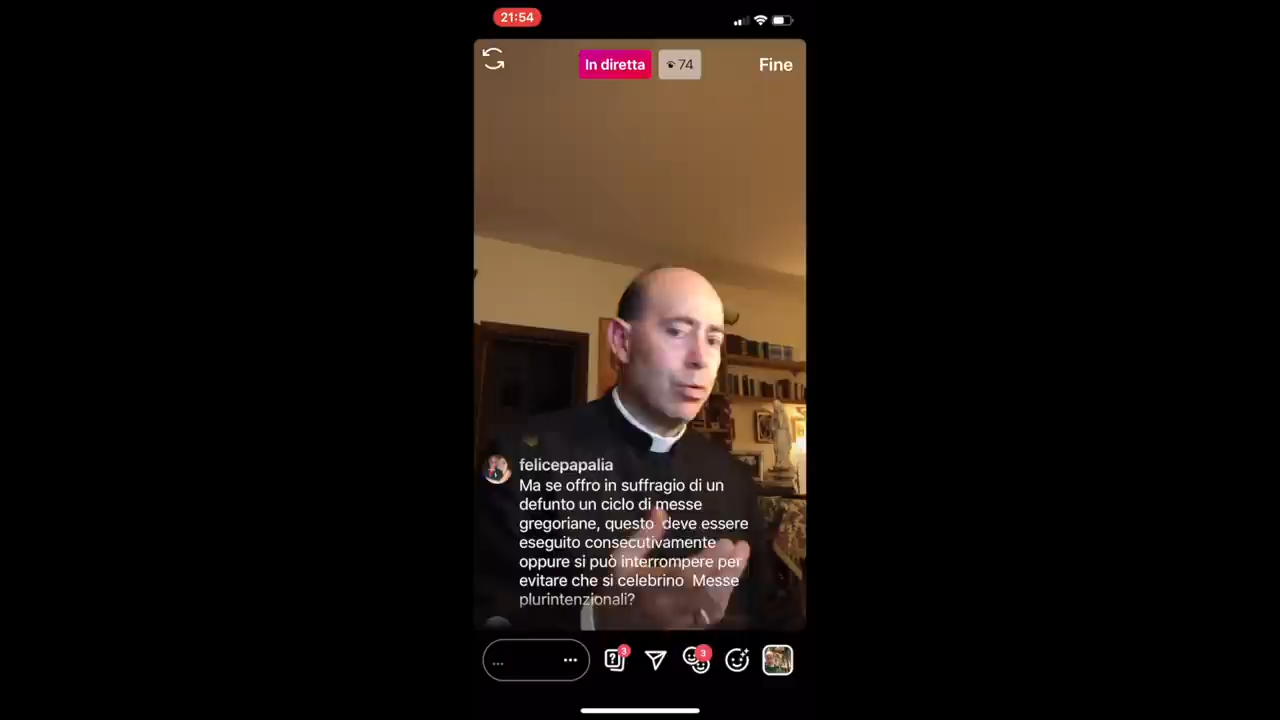 21:54
In diretta
74
Fine
felicepapalia
Ma se offro in suffragio di un
defunto un ciclo di messe
gregoriane, questo  deve essere
eseguito consecutivamente
oppure si può interrompere per
evitare che si celebrino  Messe
plurintenzionali?
...
3
3